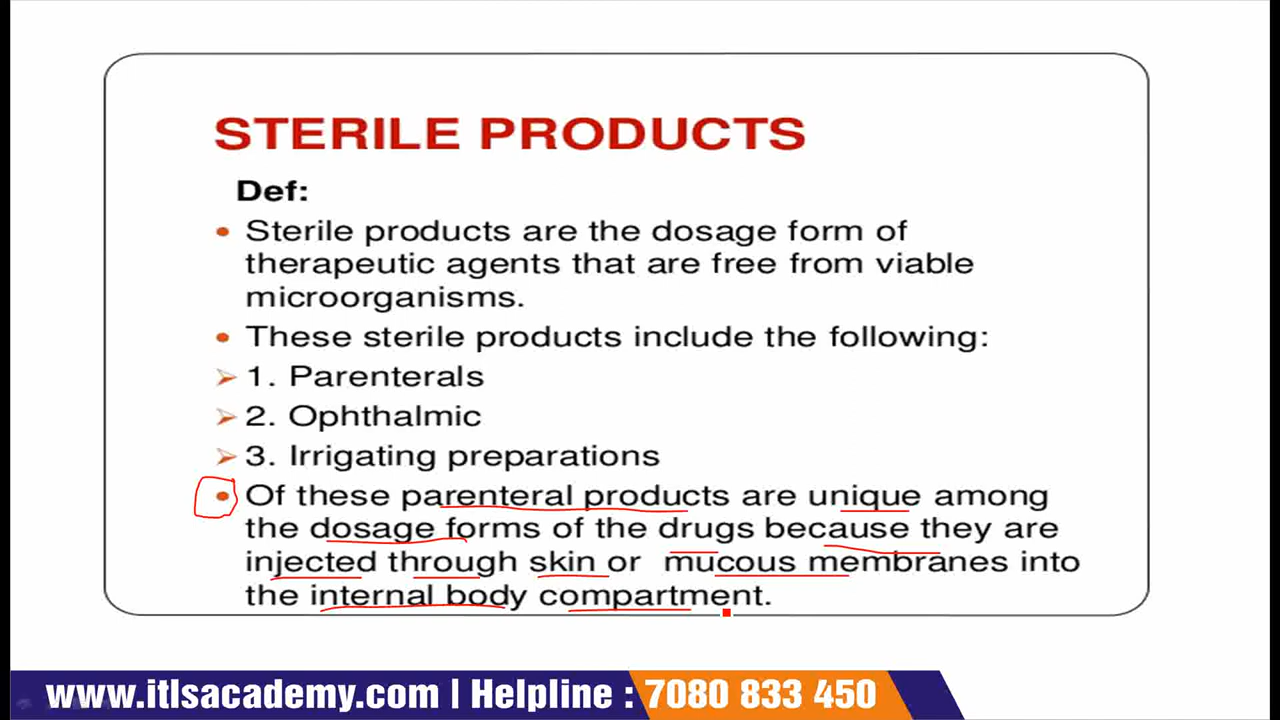 STERILE PRODUCTS
Def:
• Sterile products are the dosage form of
therapeutic agents that are free from viable
microorganisms.
• These sterile products include the following:
➢ 1. Parenterals
➢ 2. Ophthalmic
➢ 3. Irrigating preparations
• Of these parenteral products are unique among
the dosage forms of the drugs because they are
injected through skin or mucous membranes into
the internal body compartment.
www.itlsacademy.com | Helpline : 7080 833 450